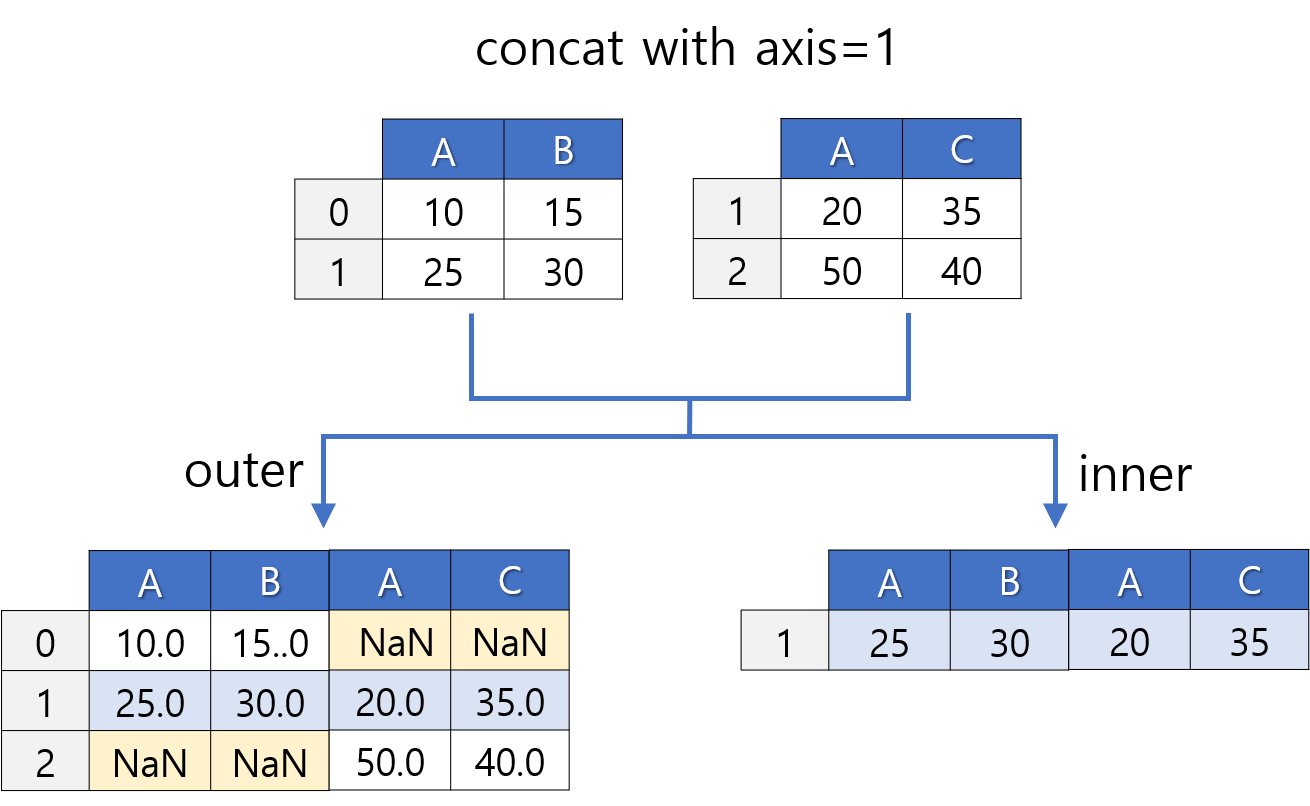 concat with axis=1
A B
0 10 15
1 25 30
A C
1 20 35
2 50 40
outer
inner
A B A C
0 10.0 15..0 NaN NaN
1 25.0 30.0 20.0 35.0
2 NaN NaN 50.0 40.0
A B A C
1 25 30 20 35